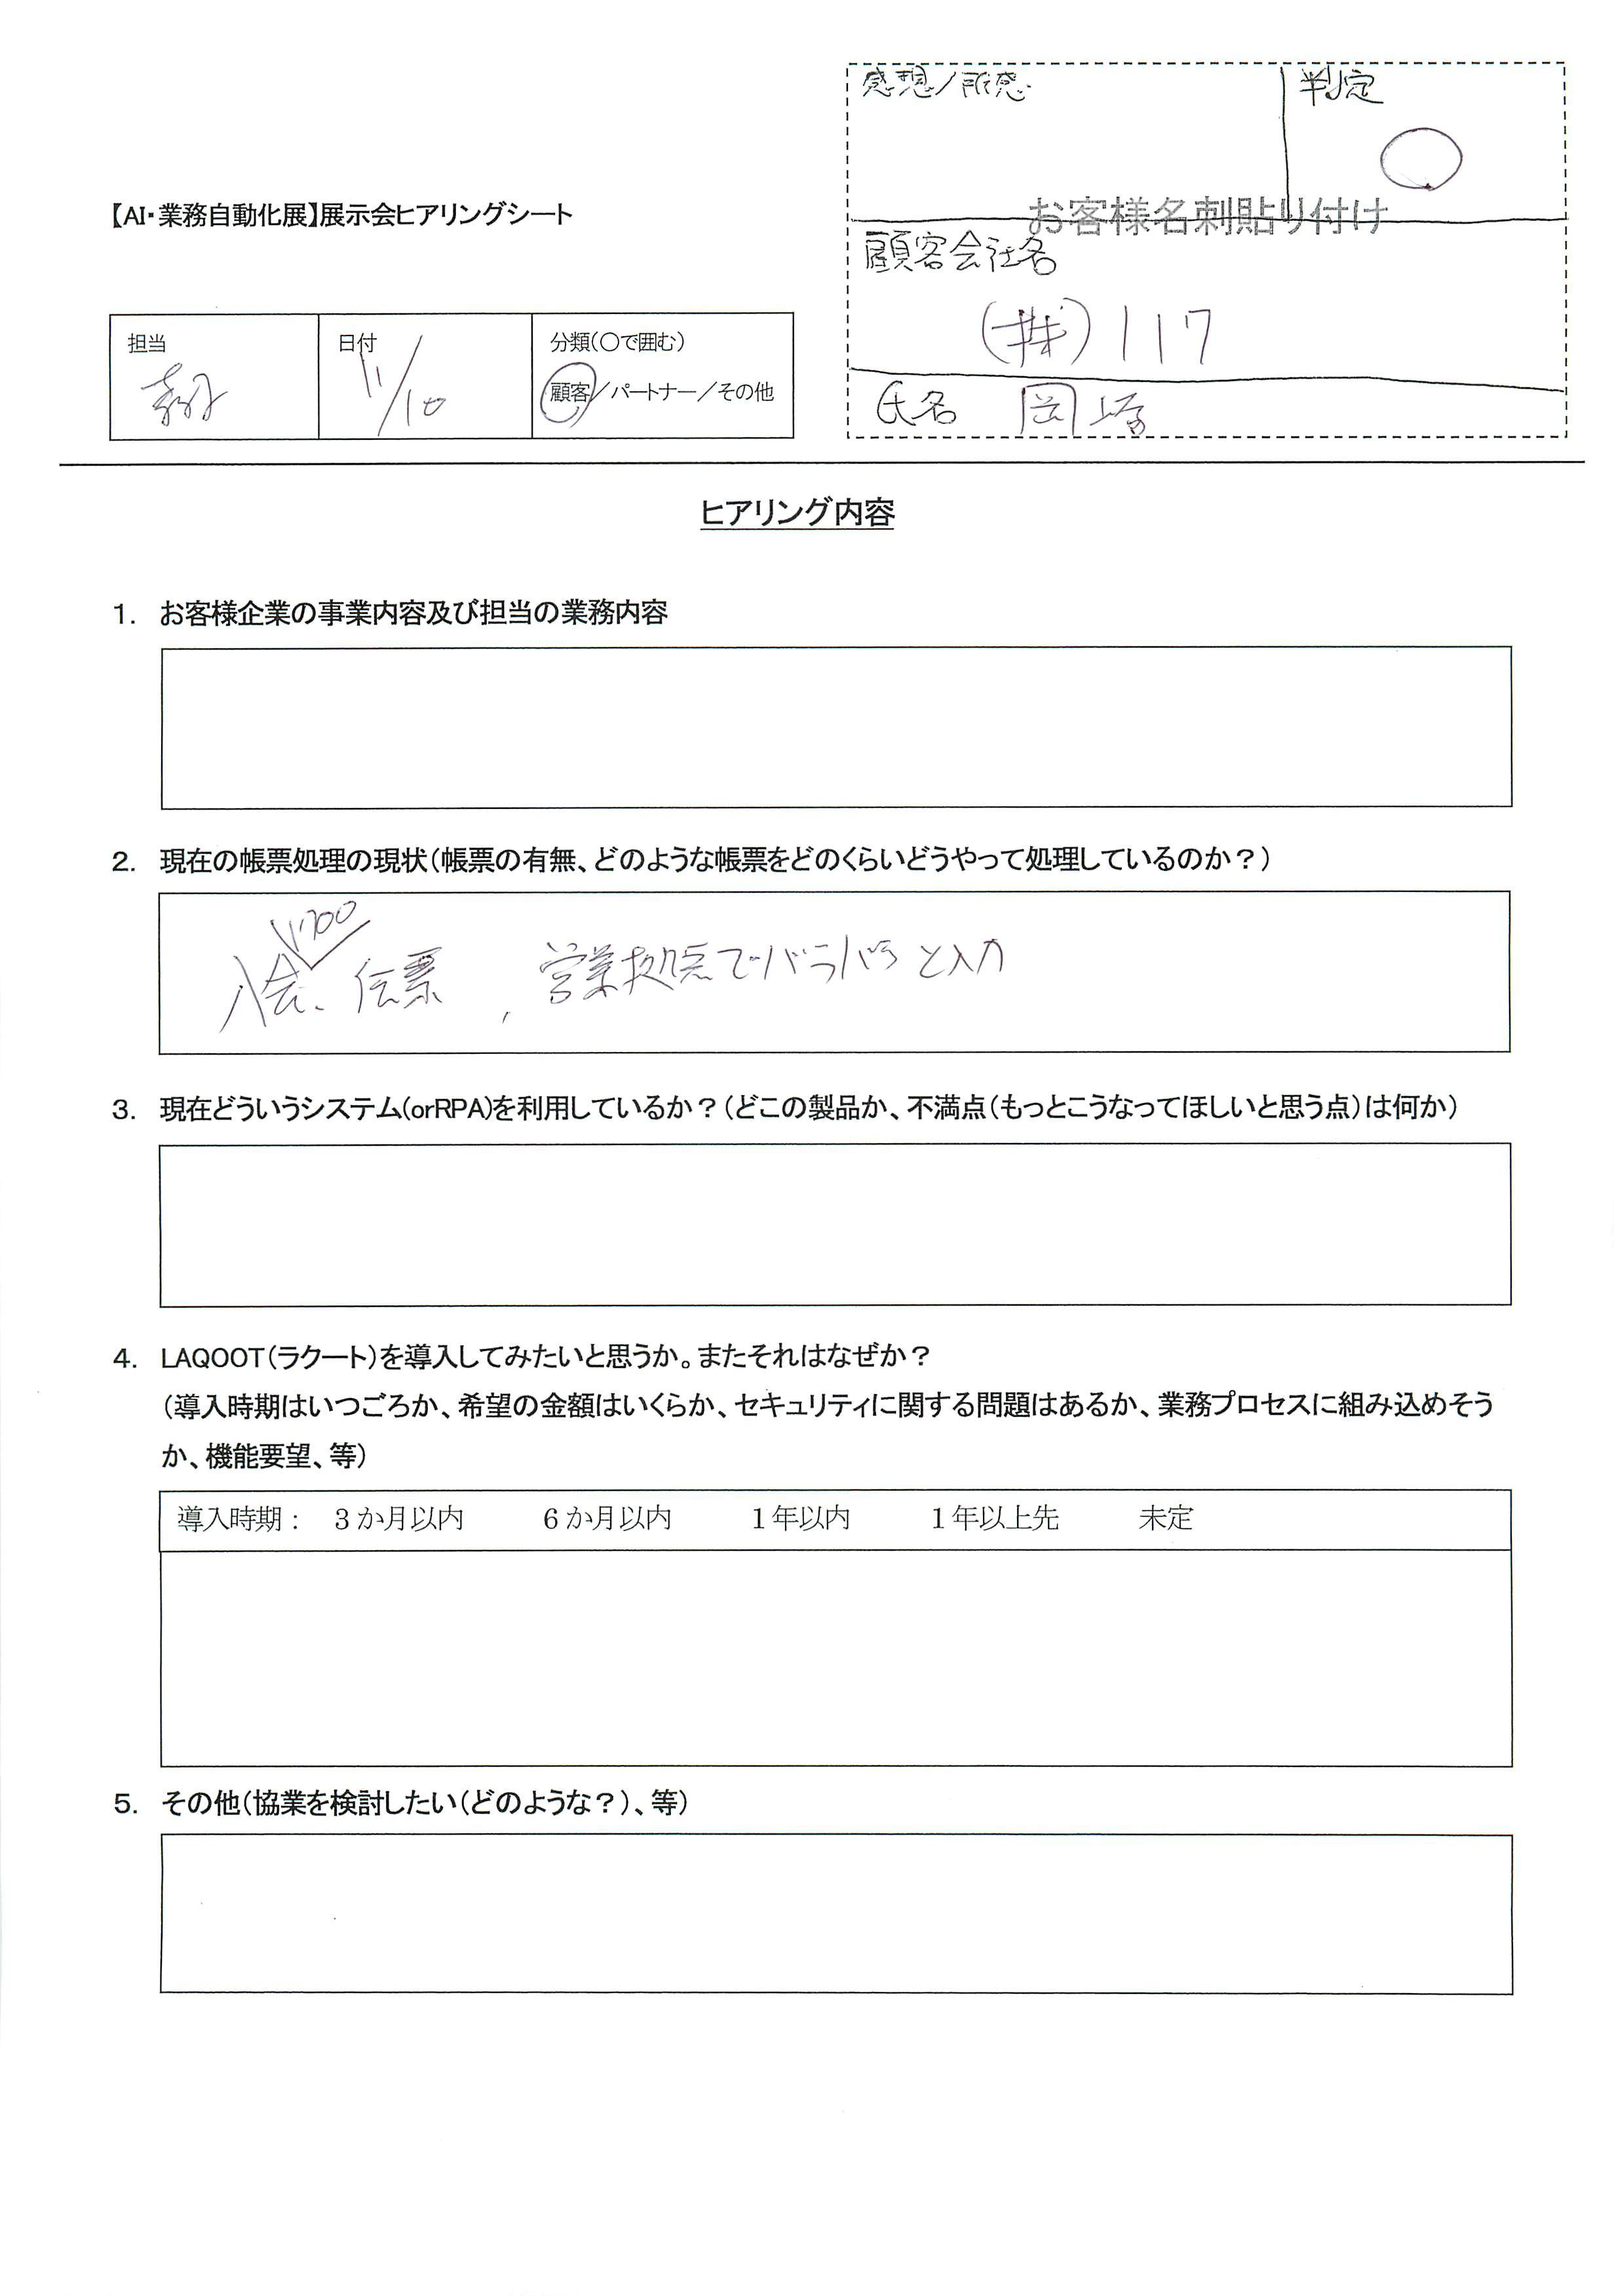 感想/所感
判定
○
お客様名刺貼り付け
【AI・業務自動化展】展示会ヒアリングシート
顧客会社名
(株)117
担当
日付
11/10
分類(○で囲む)
顧客/パートナー/その他
氏名 岡崎
ヒアリング内容
1. お客様企業の事業内容及び担当の業務内容
2. 現在の帳票処理の現状(帳票の有無、どのような帳票をどのくらいどうやって処理しているのか?)
入会、伝票 , 営業拠点でバラバラと入力
3. 現在どういうシステム(orRPA)を利用しているか?(どこの製品か、不満点(もっとこうなってほしいと思う点)は何か)
4. LAQOOT(ラクート)を導入してみたいと思うか。またそれはなぜか?
(導入時期はいつごろか、希望の金額はいくらか、セキュリティに関する問題はあるか、業務プロセスに組み込めそう
か、機能要望、等)
導入時期: 3か月以内 6か月以内 1年以内 1年以上先 未定
5. その他(協業を検討したい(どのような?)、等)